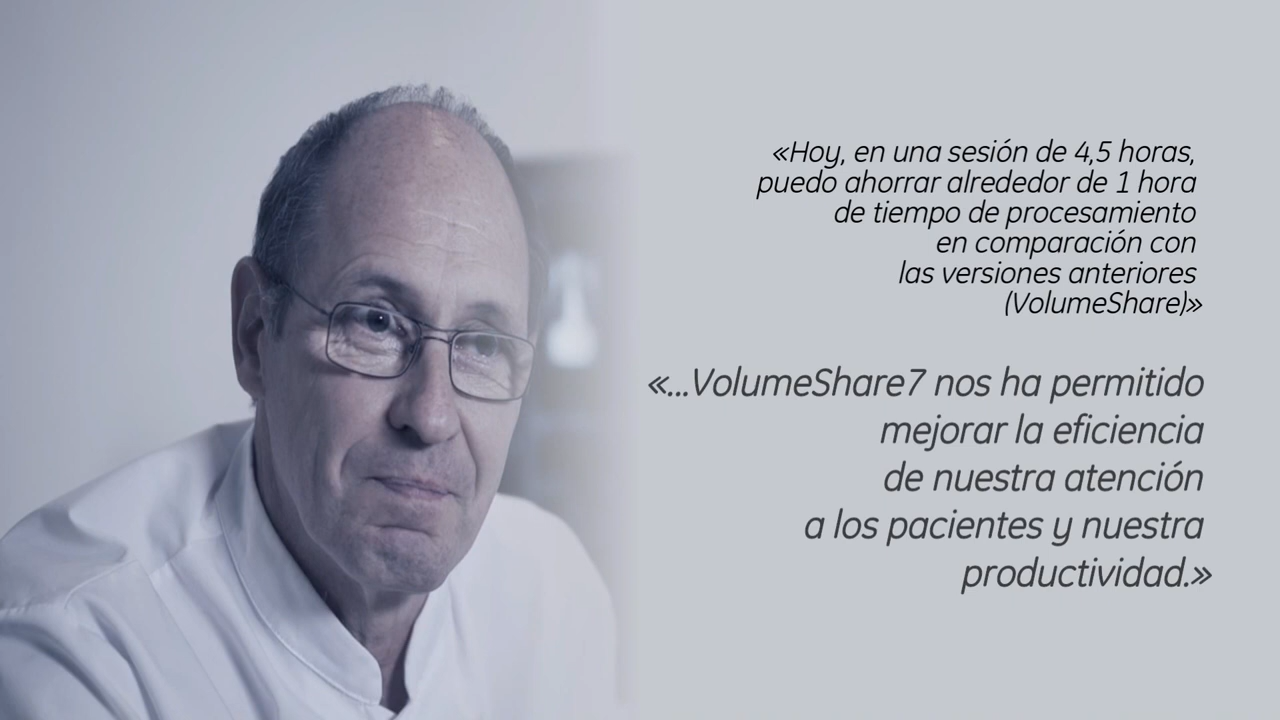 «Hoy, en una sesión de 4,5 horas,
puedo ahorrar alrededor de 1 hora
de tiempo de procesamiento
en comparación con
las versiones anteriores
(VolumeShare)»
«...VolumeShare7 nos ha permitido
mejorar la eficiencia
de nuestra atención
a los pacientes y nuestra
productividad.»